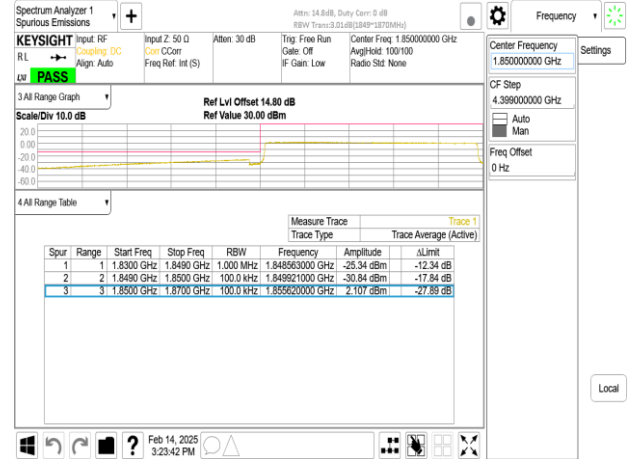 Spectrum Analyzer 1
Spurious Emissions
Attn: 14.8dB, Duty Corr: 0 dB
RBW Trans:3.01dB(1849~1870MHz)
Frequency
KEYSIGHT Input: RF Input Z: 50 Ω Atten: 30 dB Trig: Free Run Center Freq: 1.850000000 GHz
RL Coupling: DC Corr CCorr Gate: Off Avg|Hold: 100/100
Align: Auto Freq Ref: Int (S) IF Gain: Low Radio Std: None
LXI PASS
Center Frequency
1.850000000 GHz
Settings
CF Step
4.399000000 GHz
Auto
Man
Freq Offset
0 Hz
3 All Range Graph
Ref Lvl Offset 14.80 dB
Scale/Div 10.0 dB Ref Value 30.00 dBm
20.0
0.00
-20.0
-40.0
-60.0
4 All Range Table
Measure Trace Trace 1
Trace Type Trace Average (Active)
Spur Range Start Freq Stop Freq RBW Frequency Amplitude ΔLimit
1 1 1.8300 GHz 1.8490 GHz 1.000 MHz 1.848563000 GHz -25.34 dBm -12.34 dB
2 2 1.8490 GHz 1.8500 GHz 100.0 kHz 1.849921000 GHz -30.84 dBm -17.84 dB
3 3 1.8500 GHz 1.8700 GHz 100.0 kHz 1.855620000 GHz 2.107 dBm -27.89 dB
Local
? Feb 14, 2025
3:23:42 PM